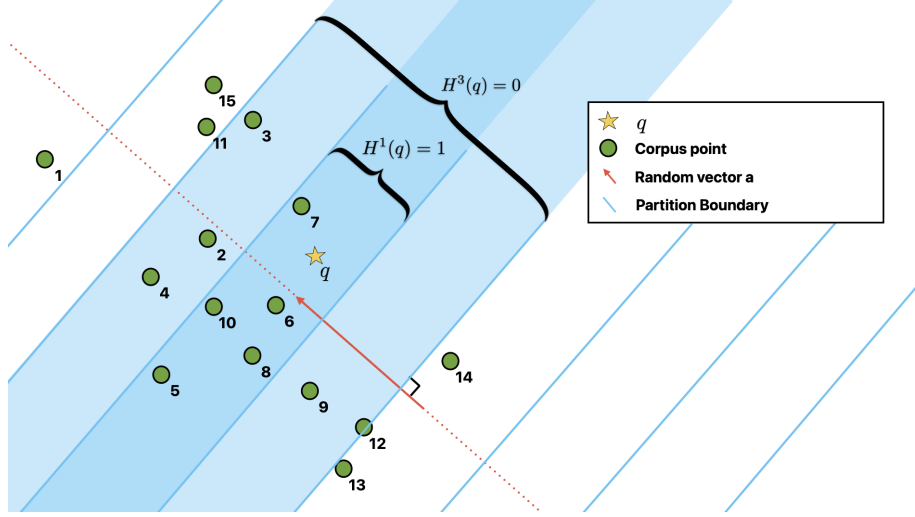 H³(q) = 0
15
3
11
H¹(q) = 1
1
7
2
q
4
10
6
8
5
9
14
12
13
q
Corpus point
Random vector a
Partition Boundary